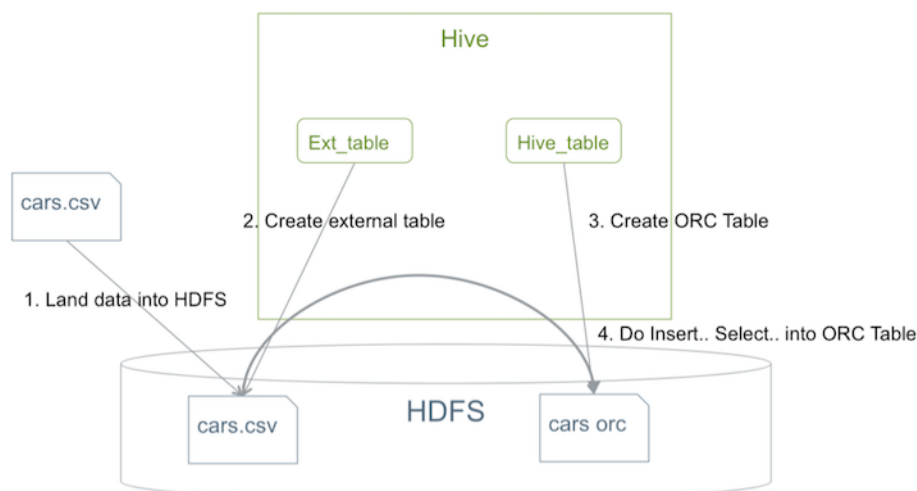 Hive
Ext_table
Hive_table
cars.csv
2. Create external table
3. Create ORC Table
1. Land data into HDFS
4. Do Insert.. Select.. into ORC Table
HDFS
cars.csv
cars orc